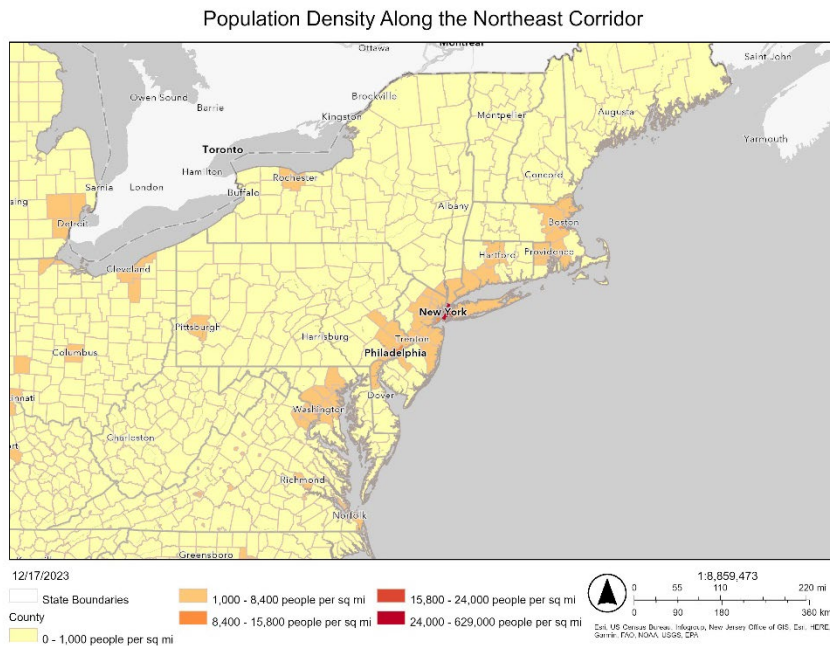 Population Density Along the Northeast Corridor
Ottawa
Montreal
Saint John
Owen Sound
Barrie
Brockville
Kingston
Montpelier
Augusta
Yarmouth
Toronto
Hamilton
Rochester
Concord
Sarnia
London
Buffalo
Albany
Boston
Detroit
Hartford
Providence
Cleveland
New York
Pittsburgh
Harrisburg
Trenton
Columbus
Philadelphia
Dover
Washington
Charleston
Richmond
Norfolk
Greensboro
12/17/2023
State Boundaries
County
0 - 1,000 people per sq mi
1,000 - 8,400 people per sq mi
8,400 - 15,800 people per sq mi
15,800 - 24,000 people per sq mi
24,000 - 629,000 people per sq mi
1:8,859,473
0 55 110 220 mi
0 90 180 360 km
Esri, US Census Bureau, Infogroup, New Jersey Office of GIS, Esri, HERE,
Garmin, FAO, NOAA, USGS, EPA